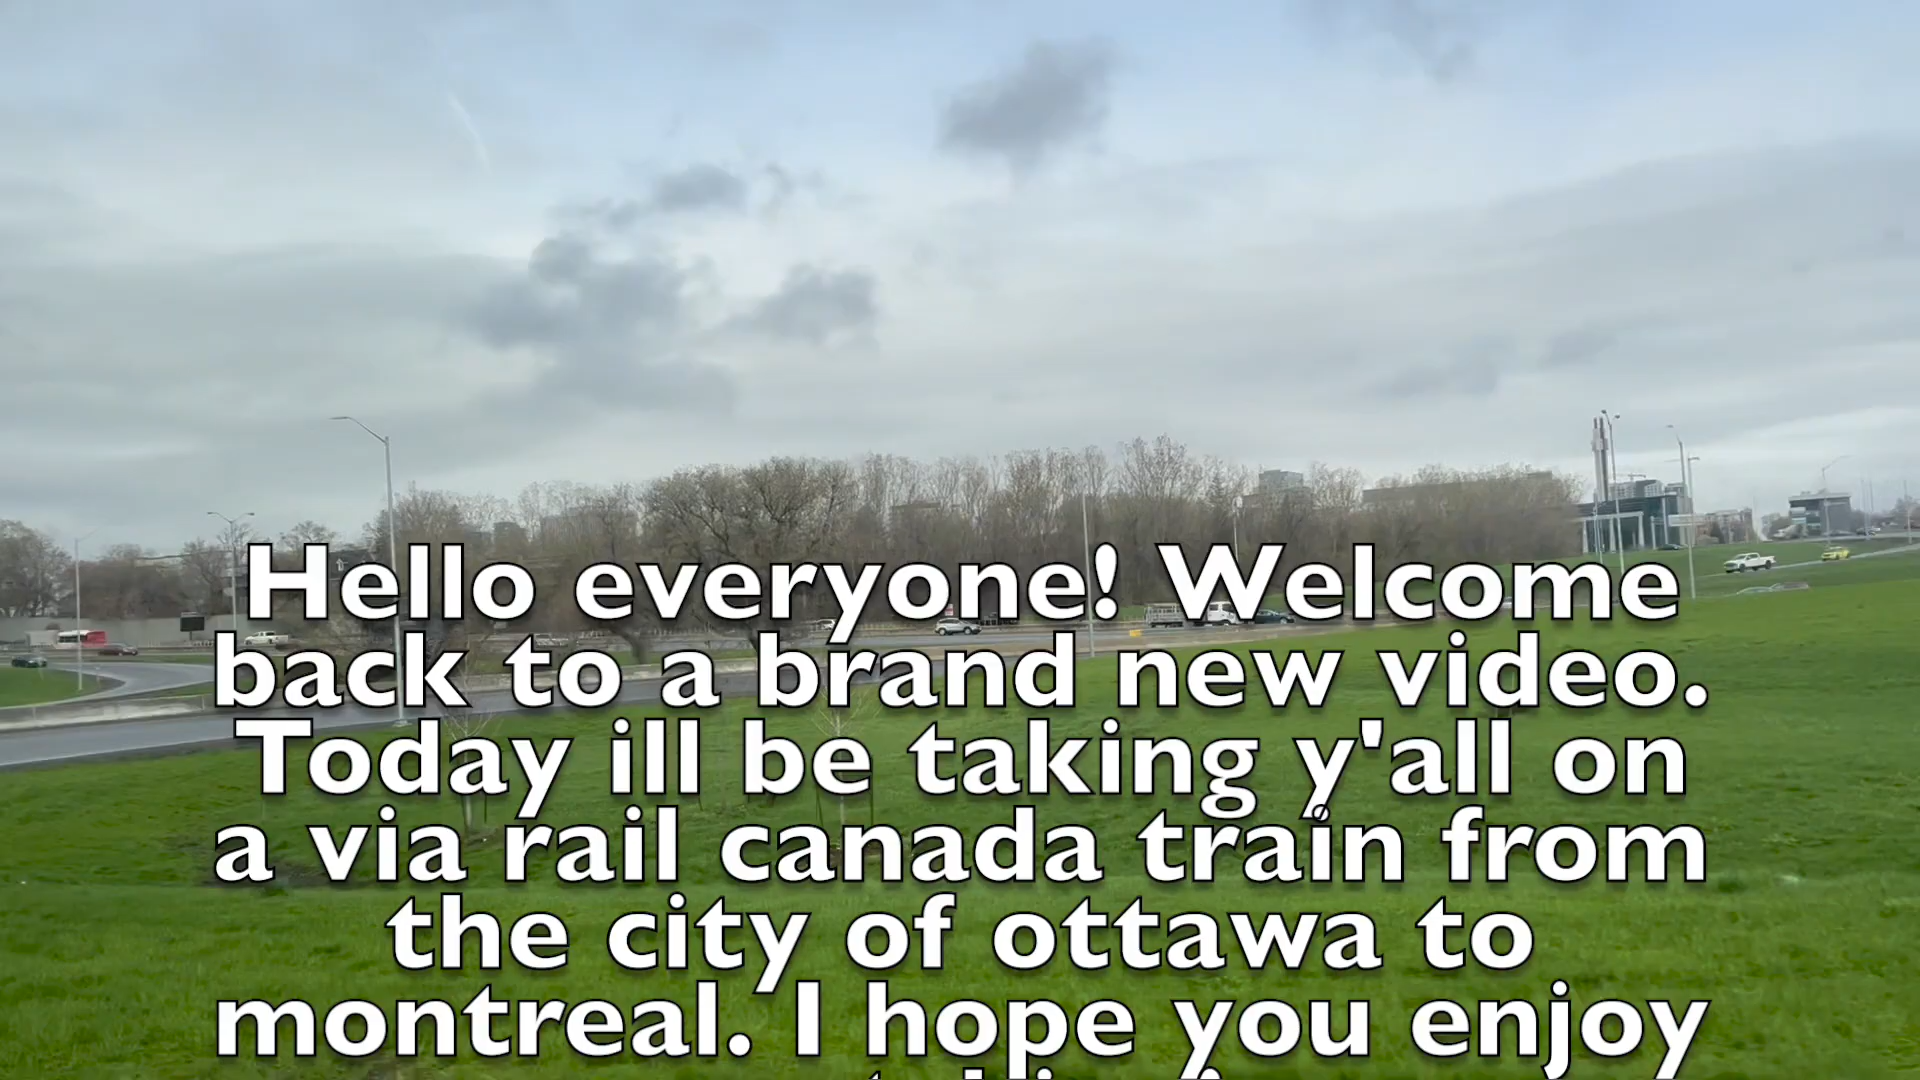 Hello everyone! Welcome
back to a brand new video.
Today ill be taking y'all on
a via rail canada train from
the city of ottawa to
montreal. I hope you enjoy